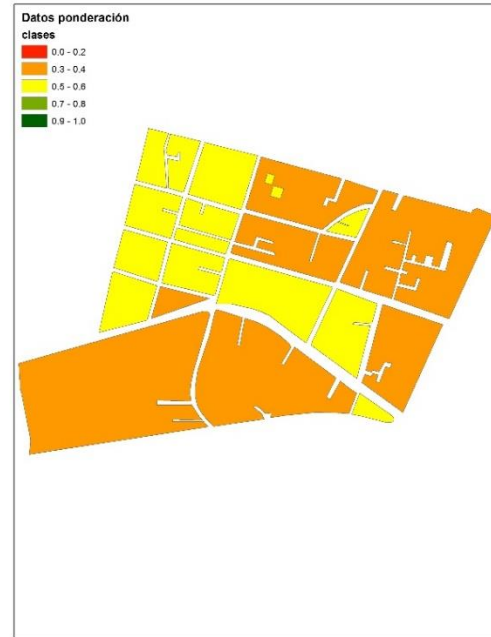 Datos ponderación
clases
0,0 - 0,2
0,3 - 0,4
0,5 - 0,6
0,7 - 0,8
0,9 - 1,0